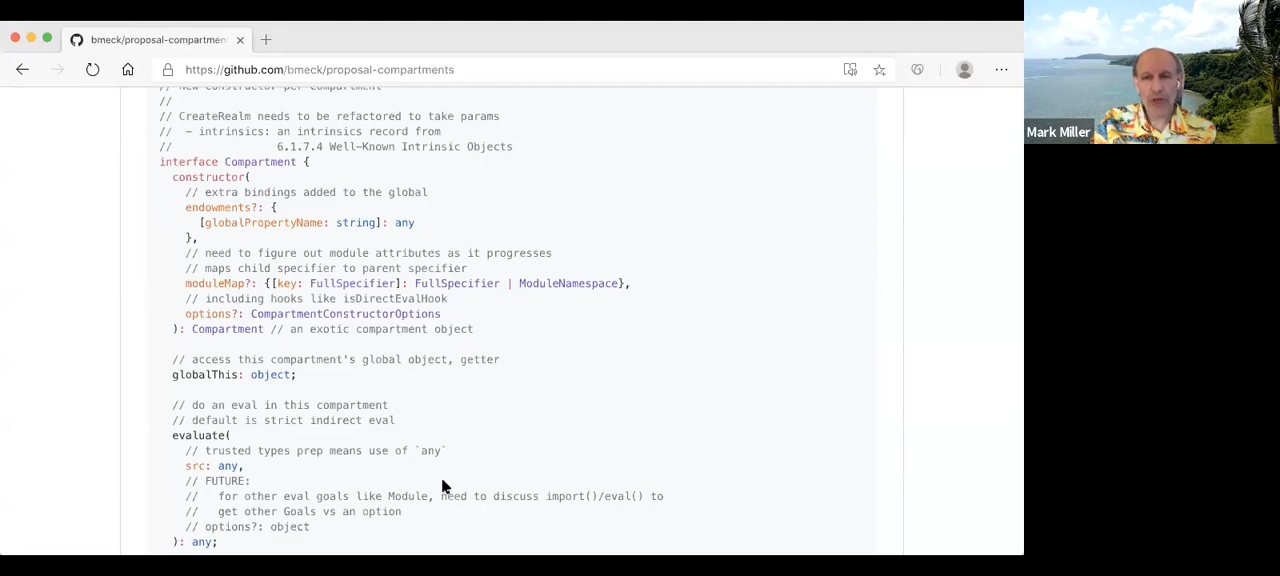 bmeck/proposal-compartmen
https://github.com/bmeck/proposal-compartments
// New Constructor per Compartment
//
// CreateRealm needs to be refactored to take params
//  - intrinsics: an intrinsics record from
//                6.1.7.4 Well-Known Intrinsic Objects
interface Compartment {
constructor(
// extra bindings added to the global
endowments?: {
[globalPropertyName: string]: any
},
// need to figure out module attributes as it progresses
// maps child specifier to parent specifier
moduleMap?: {[key: FullSpecifier]: FullSpecifier | ModuleNamespace},
// including hooks like isDirectEvalHook
options?: CompartmentConstructorOptions
): Compartment // an exotic compartment object
// access this compartment's global object, getter
globalThis: object;
// do an eval in this compartment
// default is strict indirect eval
evaluate(
// trusted types prep means use of `any`
src: any,
// FUTURE:
//   for other eval goals like Module, need to discuss import()/eval() to
//   get other Goals vs an option
// options?: object
): any;
Mark Miller